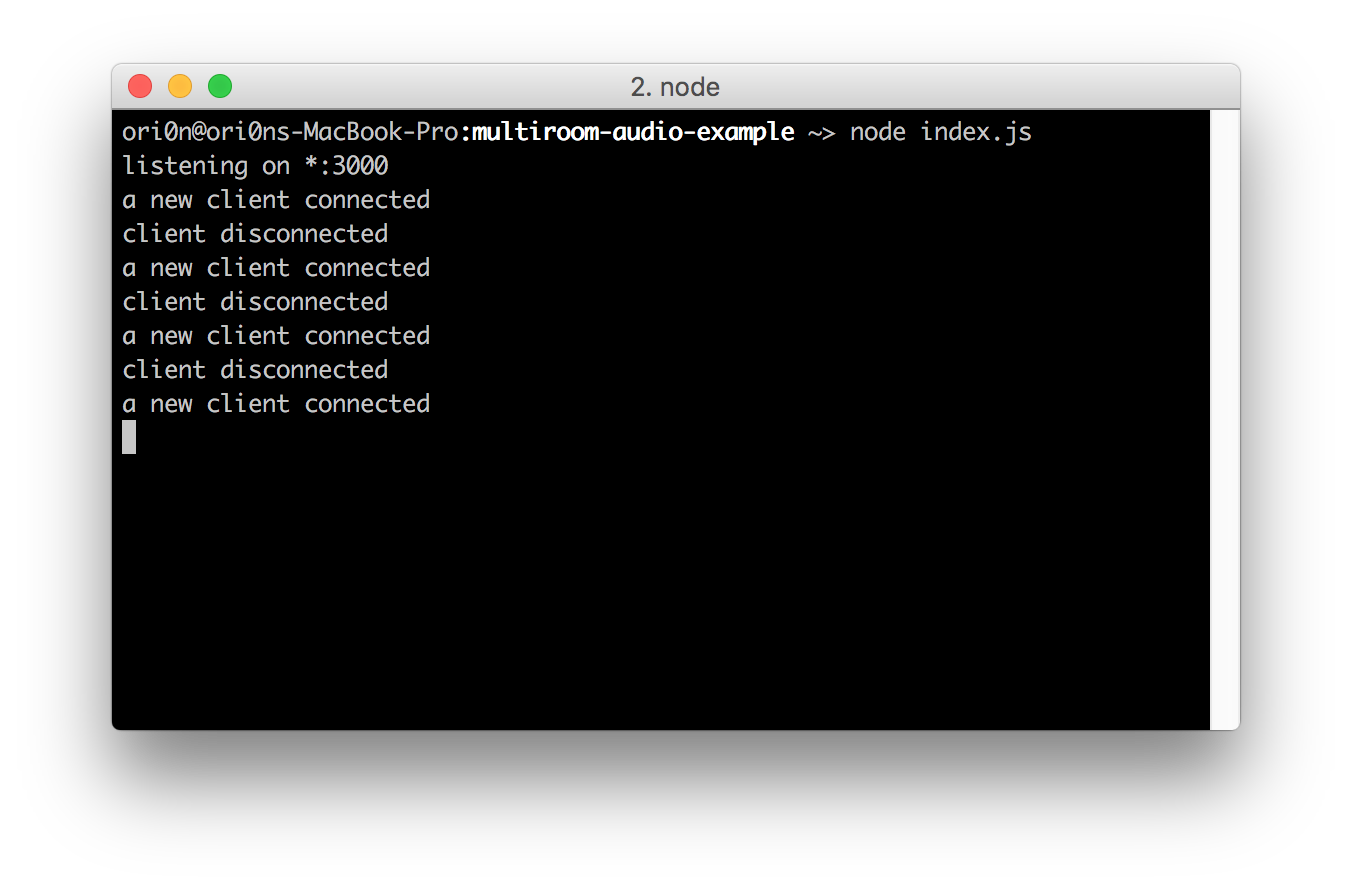 2. node
ori0n@ori0ns-MacBook-Pro:multiroom-audio-example ~> node index.js
listening on *:3000
a new client connected
client disconnected
a new client connected
client disconnected
a new client connected
client disconnected
a new client connected